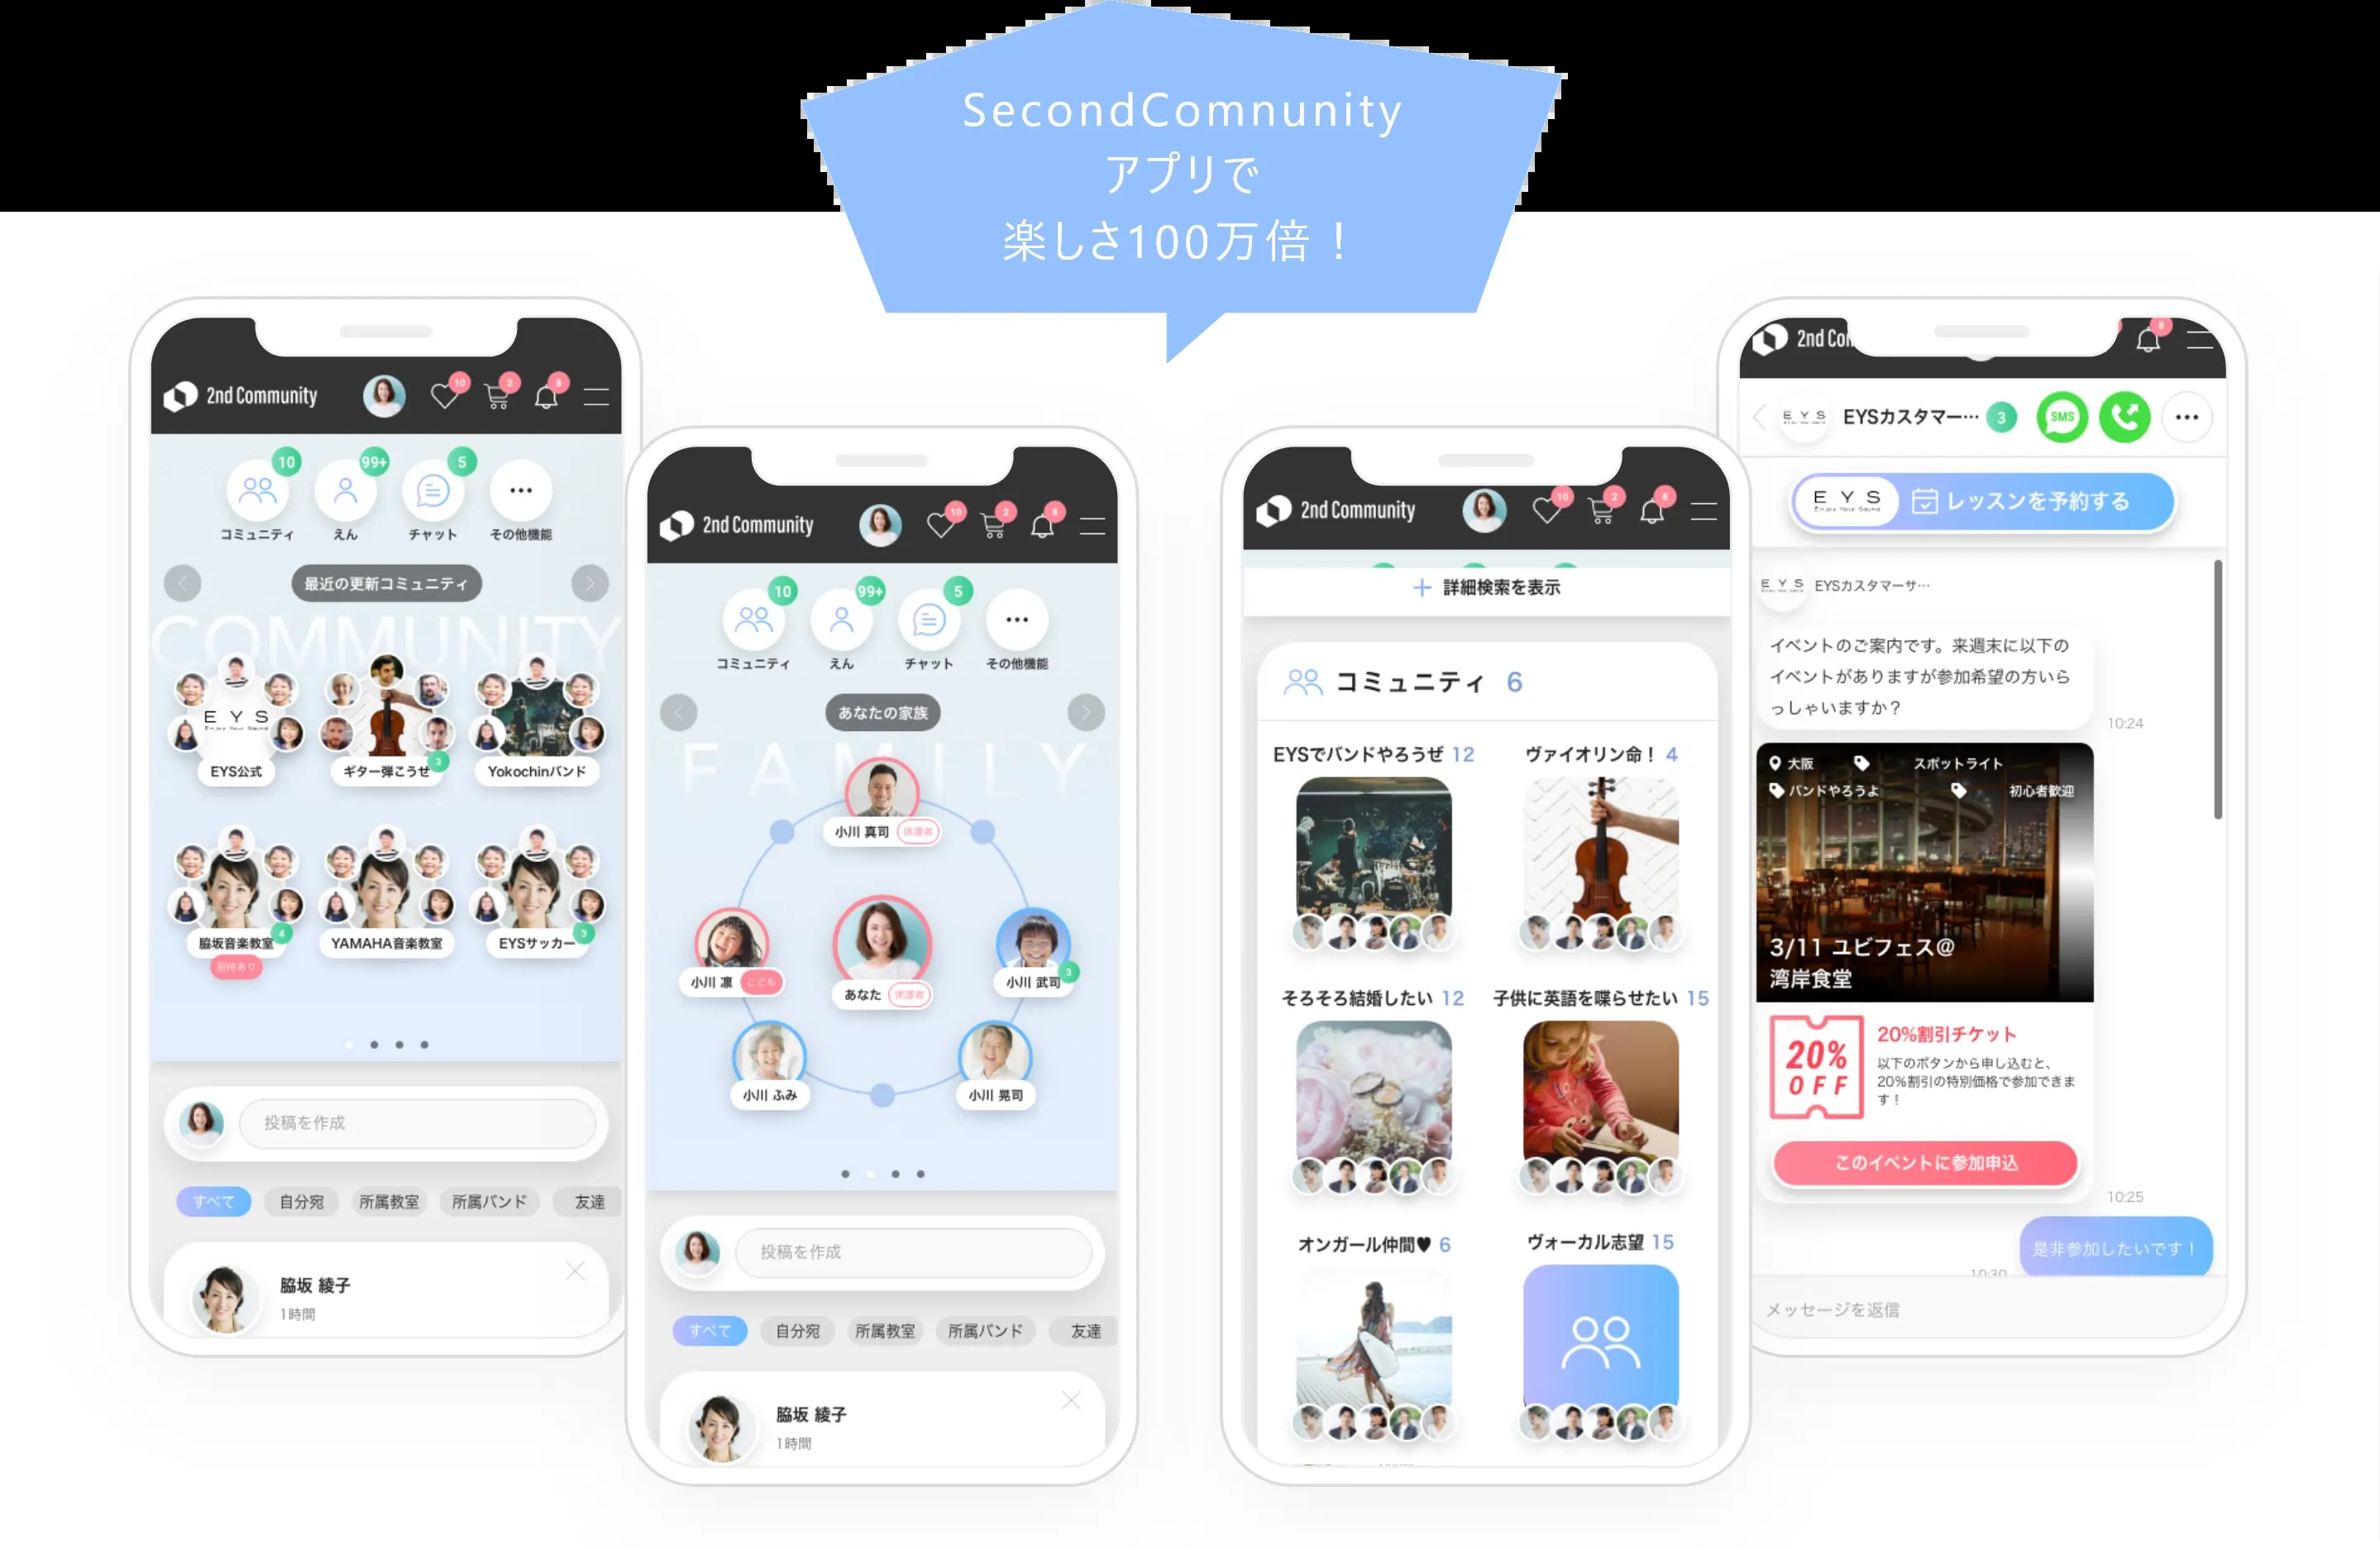 SecondComnunity
アプリで
楽しさ100万倍！
2nd Community
10
2
8
10
99+
5
コミュニティ
えん
チャット
その他機能
最近の更新コミュニティ
COMMUNITY
E Y S
Enjoy Your Sound
EYS公式
ギター弾こうせ
3
Yokochinバンド
脇坂音楽教室
4
招待あり
YAMAHA音楽教室
EYSサッカー
3
投稿を作成
すべて
自分宛
所属教室
所属バンド
友達
脇坂 綾子
1時間
2nd Community
10
2
8
10
99+
5
コミュニティ
えん
チャット
その他機能
あなたの家族
FAMILY
小川 真司
保護者
小川 凛
こども
あなた
保護者
小川 武司
3
小川 ふみ
小川 晃司
投稿を作成
すべて
自分宛
所属教室
所属バンド
友達
脇坂 綾子
1時間
2nd Community
10
2
8
詳細検索を表示
コミュニティ 6
EYSでバンドやろうぜ 12
ヴァイオリン命！ 4
そろそろ結婚したい 12
子供に英語を喋らせたい 15
オンガール仲間♥ 6
ヴォーカル志望 15
2nd Con
8
E Y S
EYSカスタマー…
3
SMS
E Y S
Enjoy Your Sound
レッスンを予約する
E Y S
EYSカスタマーサ…
イベントのご案内です。来週末に以下の
イベントがありますが参加希望の方いら
っしゃいますか？
10:24
大阪
スポットライト
バンドやろうよ
初心者歓迎
3/11 ユビフェス@
湾岸食堂
20%
OFF
20%割引チケット
以下のボタンから申し込むと、
20%割引の特別価格で参加できま
す！
このイベントに参加申込
10:25
是非参加したいです！
10:30
メッセージを返信